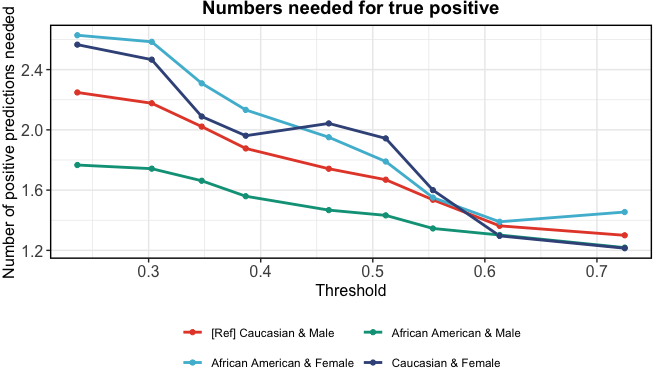 Numbers needed for true positive
Number of positive predictions needed
2.4
2.0
1.6
1.2
0.3 0.4 0.5 0.6 0.7
Threshold
[Ref] Caucasian & Male African American & Male
African American & Female Caucasian & Female